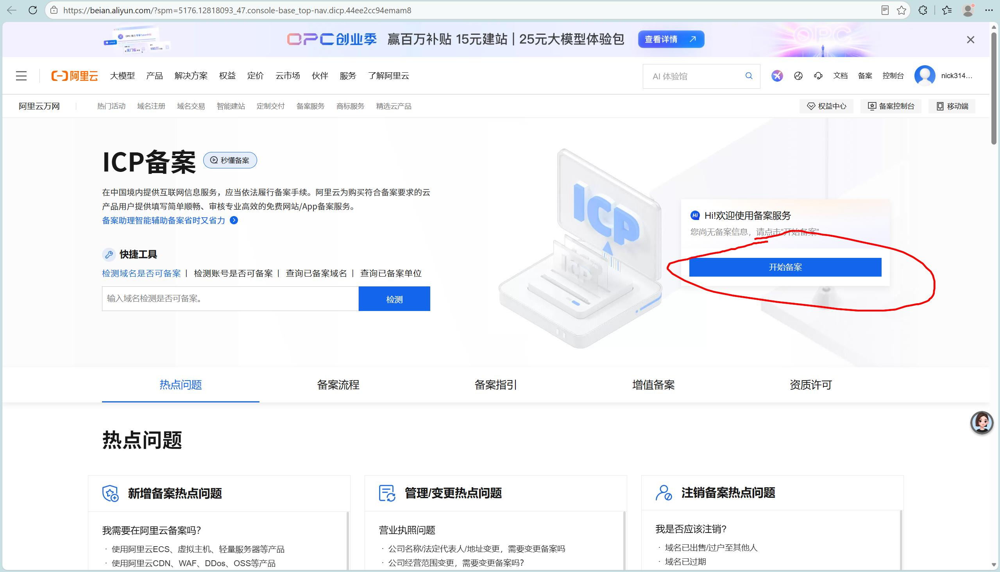 https://beian.aliyun.com/?spm=5176.12818093_47.console-base_top-nav.dicp.44ee2cc94emam8
OPC创业季 赢百万补贴 15元建站 | 25元大模型体验包 查看详情
阿里云 大模型 产品 解决方案 权益 定价 云市场 伙伴 服务 了解阿里云 AI 体验馆 文档 备案 控制台 nick314...
阿里云万网 热门活动 域名注册 域名交易 智能建站 定制交付 备案服务 商标服务 精选云产品 权益中心 备案控制台 移动端
ICP备案 秒懂备案
在中国境内提供互联网信息服务，应当依法履行备案手续。阿里云为购买符合备案要求的云
产品用户提供填写简单顺畅、审核专业高效的免费网站/App备案服务。
备案助理智能辅助备案省时又省力
快捷工具
检测域名是否可备案 | 检测账号是否可备案 | 查询已备案域名 | 查询已备案单位
输入域名检测是否可备案。 检测
ICP
Hi Hi!欢迎使用备案服务
您尚无备案信息，请点击“开始备案”
开始备案
热点问题 备案流程 备案指引 增值备案 资质许可
热点问题
新增备案热点问题
我需要在阿里云备案吗？
· 使用阿里云ECS、虚拟主机、轻量服务器等产品
· 使用阿里云CDN、WAF、DDos、OSS等产品
管理/变更热点问题
营业执照问题
· 公司名称/法定代表人/地址变更，需要变更备案吗
· 公司经营范围变更，需要变更备案吗？
注销备案热点问题
我是否应该注销？
· 域名已出售/过户至其他人
· 域名已过期